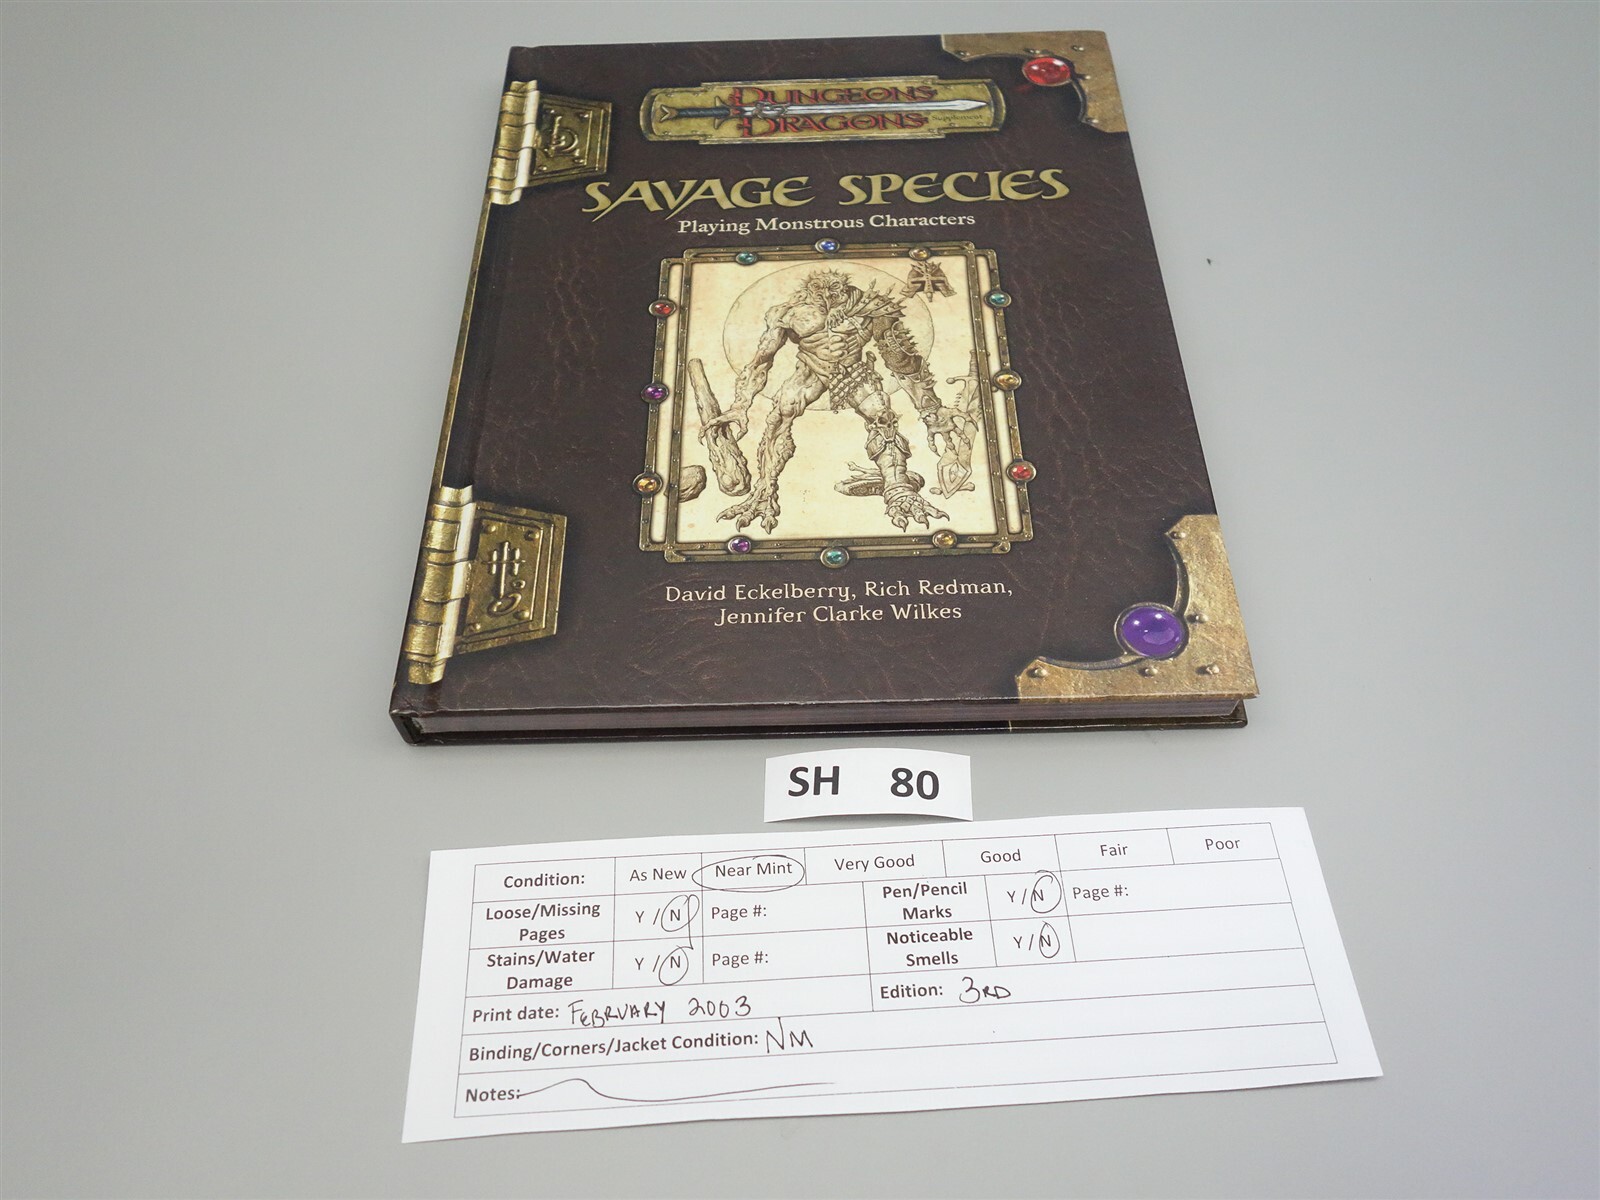 DUNGEONS
DRAGONS
Supplement
SAVAGE SPECIES
Playing Monstrous Characters
David Eckelberry, Rich Redman,
Jennifer Clarke Wilkes
SH 80
Condition: As New Near Mint Very Good Good Fair Poor
Loose/Missing Pages Y / N Page #: Pen/Pencil Marks Y / N Page #:
Stains/Water Damage Y / N Page #: Noticeable Smells Y / N
Print date: FEBRUARY 2003 Edition: 3RD
Binding/Corners/Jacket Condition: NM
Notes: